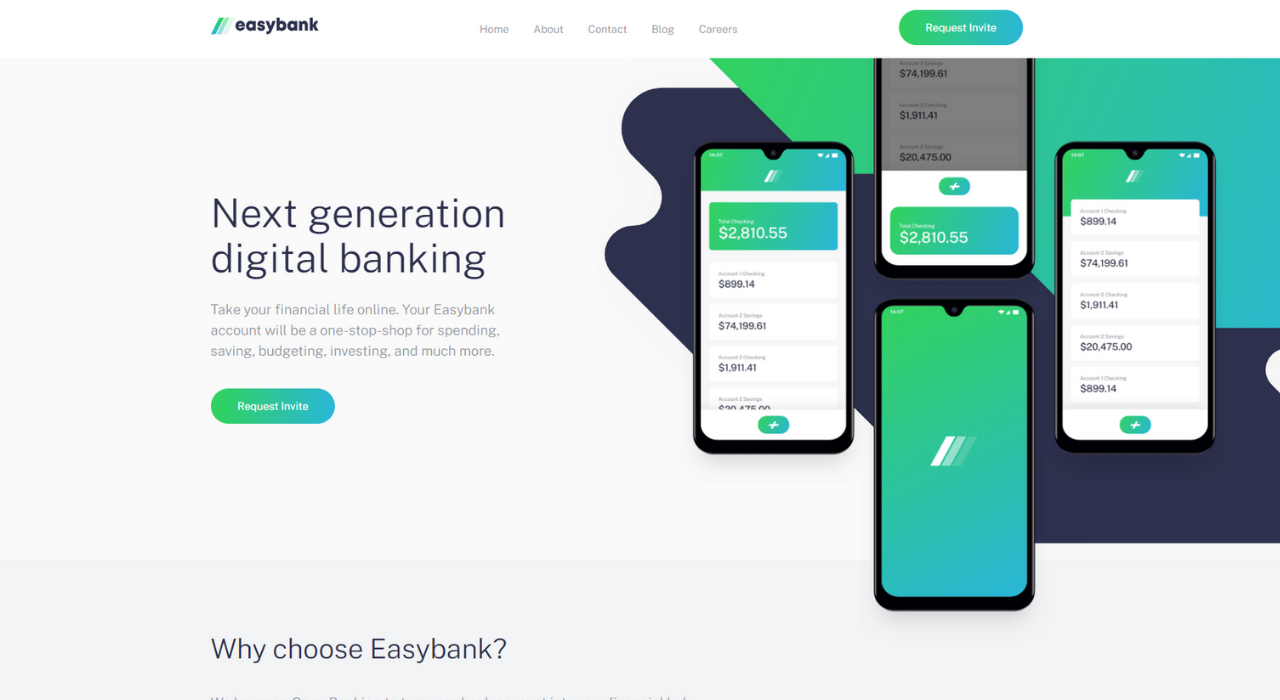 easybank
Home
About
Contact
Blog
Careers
Request Invite
Next generation
digital banking
Take your financial life online. Your Easybank
account will be a one-stop-shop for spending,
saving, budgeting, investing, and much more.
Request Invite
14:07
Total Checking
$2,810.55
Account 1 Checking
$899.14
Account 2 Savings
$74,199.61
Account 2 Checking
$1,911.41
Account 2 Savings
$20,475.00
Account 2 Savings
$74,199.61
Account 2 Checking
$1,911.41
Account 2 Savings
$20,475.00
Total Checking
$2,810.55
14:07
14:07
Account 1 Checking
$899.14
Account 2 Savings
$74,199.61
Account 2 Checking
$1,911.41
Account 2 Savings
$20,475.00
Account 1 Checking
$899.14
Why choose Easybank?